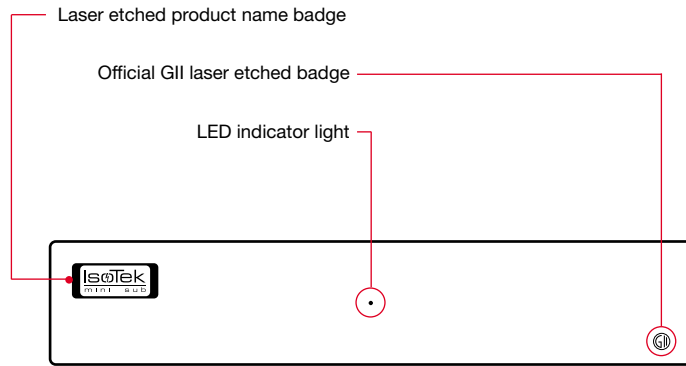 Laser etched product name badge
Official GII laser etched badge
LED indicator light
IsoTek
mini sub
GII